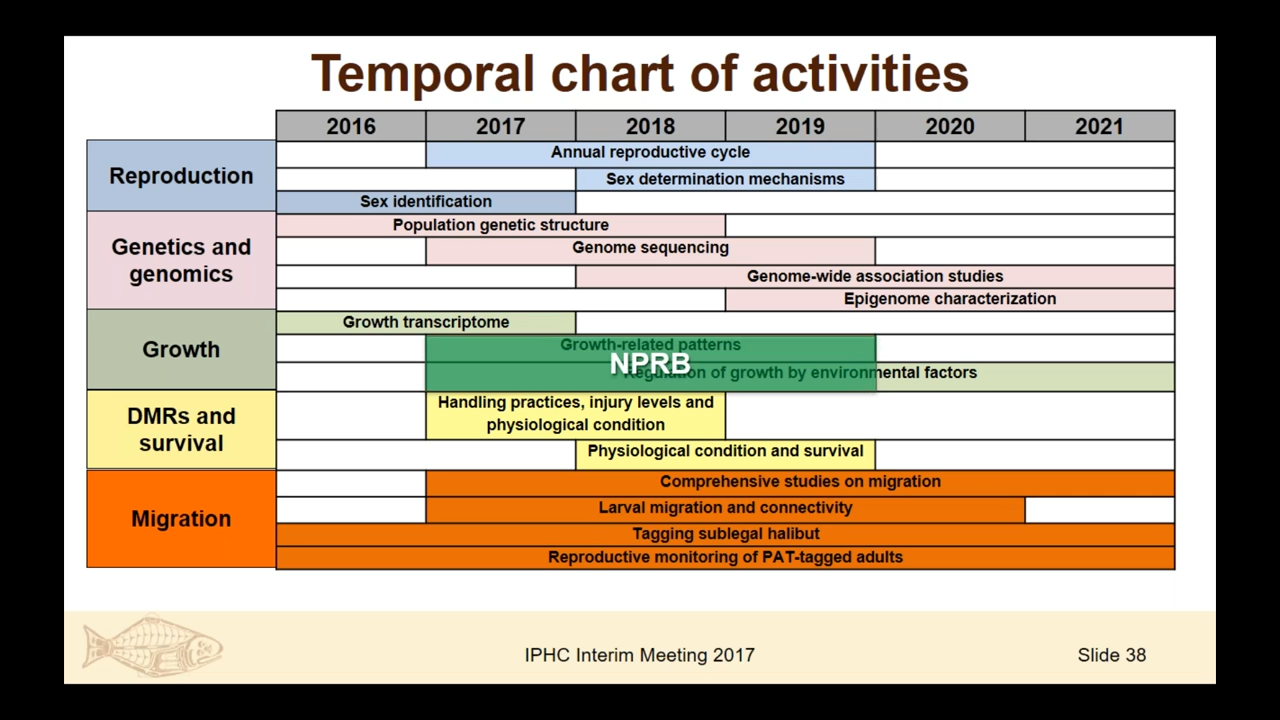 Temporal chart of activities
2016 2017 2018 2019 2020 2021
Reproduction
Annual reproductive cycle
Sex determination mechanisms
Sex identification
Genetics and
genomics
Population genetic structure
Genome sequencing
Genome-wide association studies
Epigenome characterization
Growth
Growth transcriptome
Growth-related patterns
NPRB
Regulation of growth by environmental factors
DMRs and
survival
Handling practices, injury levels and
physiological condition
Physiological condition and survival
Migration
Comprehensive studies on migration
Larval migration and connectivity
Tagging sublegal halibut
Reproductive monitoring of PAT-tagged adults
IPHC Interim Meeting 2017
Slide 38